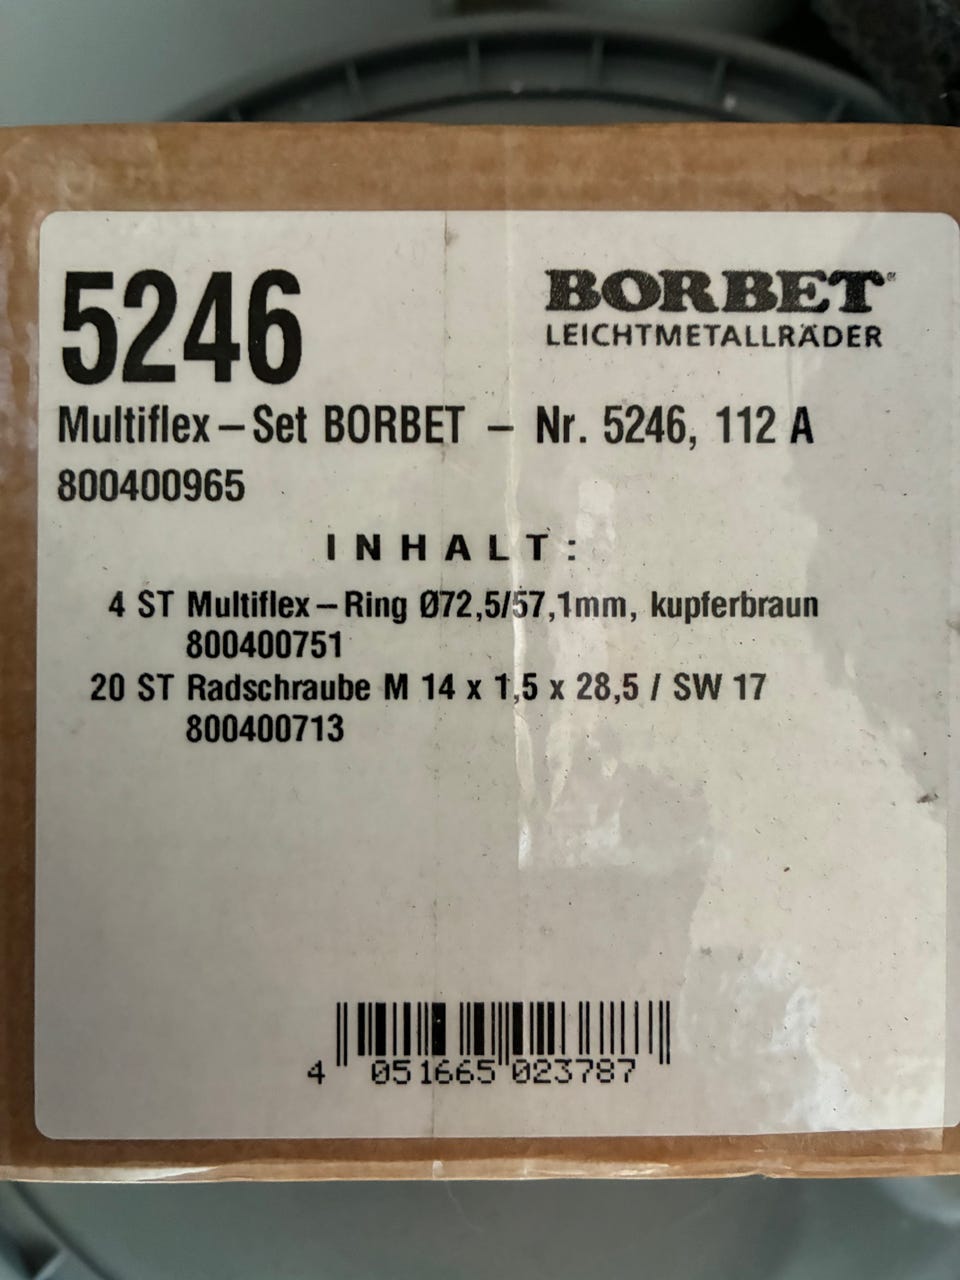 5246
BORBET
LEICHTMETALLRÄDER
Multiflex–Set BORBET – Nr. 5246, 112 A
800400965
INHALT:
4 ST Multiflex–Ring Ø72,5/57,1mm, kupferbraun
800400751
20 ST Radschraube M 14 x 1,5 x 28,5 / SW 17
800400713
4 051665 023787